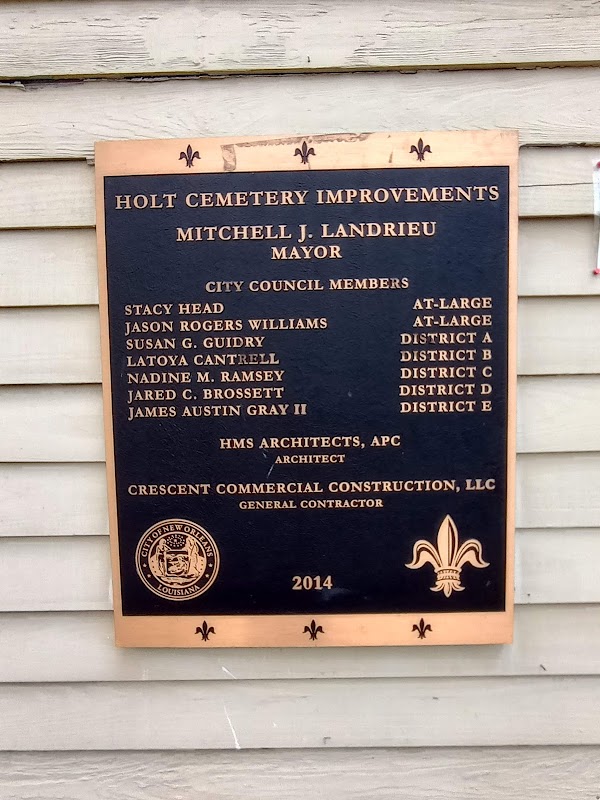 HOLT CEMETERY IMPROVEMENTS
MITCHELL J. LANDRIEU
MAYOR
CITY COUNCIL MEMBERS
STACY HEAD AT-LARGE
JASON ROGERS WILLIAMS AT-LARGE
SUSAN G. GUIDRY DISTRICT A
LATOYA CANTRELL DISTRICT B
NADINE M. RAMSEY DISTRICT C
JARED C. BROSSETT DISTRICT D
JAMES AUSTIN GRAY II DISTRICT E
HMS ARCHITECTS, APC
ARCHITECT
CRESCENT COMMERCIAL CONSTRUCTION, LLC
GENERAL CONTRACTOR
CITY OF NEW ORLEANS
LOUISIANA
2014